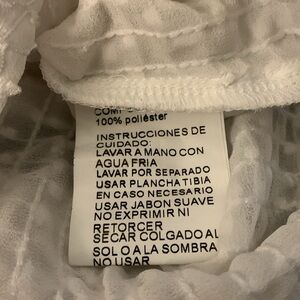 100% poliéster
INSTRUCCIONES DE
CUIDADO:
LAVAR A MANO CON
AGUA FRIA
LAVAR POR SEPARADO
USAR PLANCHA TIBIA
EN CASO NECESARIO
USAR JABON SUAVE
NO EXPRIMIR NI
RETORCER
SECAR COLGADO AL
SOL O A LA SOMBRA
NO USAR